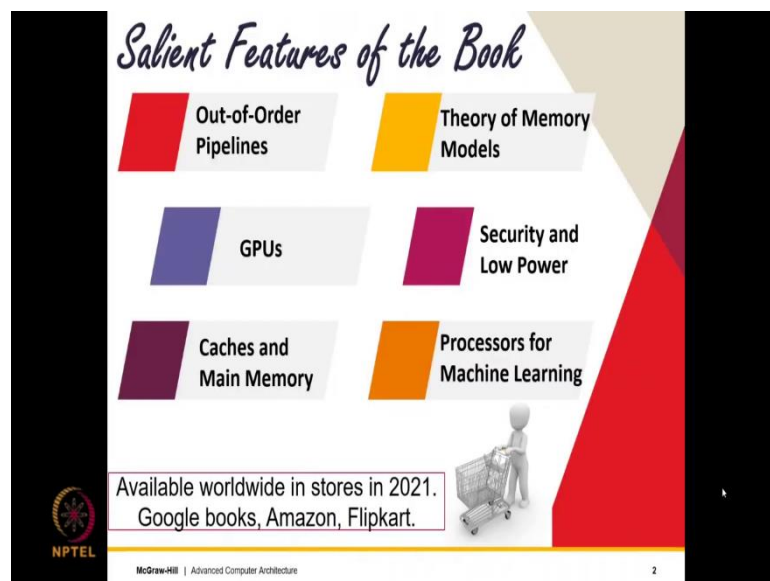 Salient Features of the Book
Out-of-Order
Pipelines
Theory of Memory
Models
GPUs
Security and
Low Power
Caches and
Main Memory
Processors for
Machine Learning
Available worldwide in stores in 2021.
Google books, Amazon, Flipkart.
NPTEL
McGraw-Hill | Advanced Computer Architecture
2